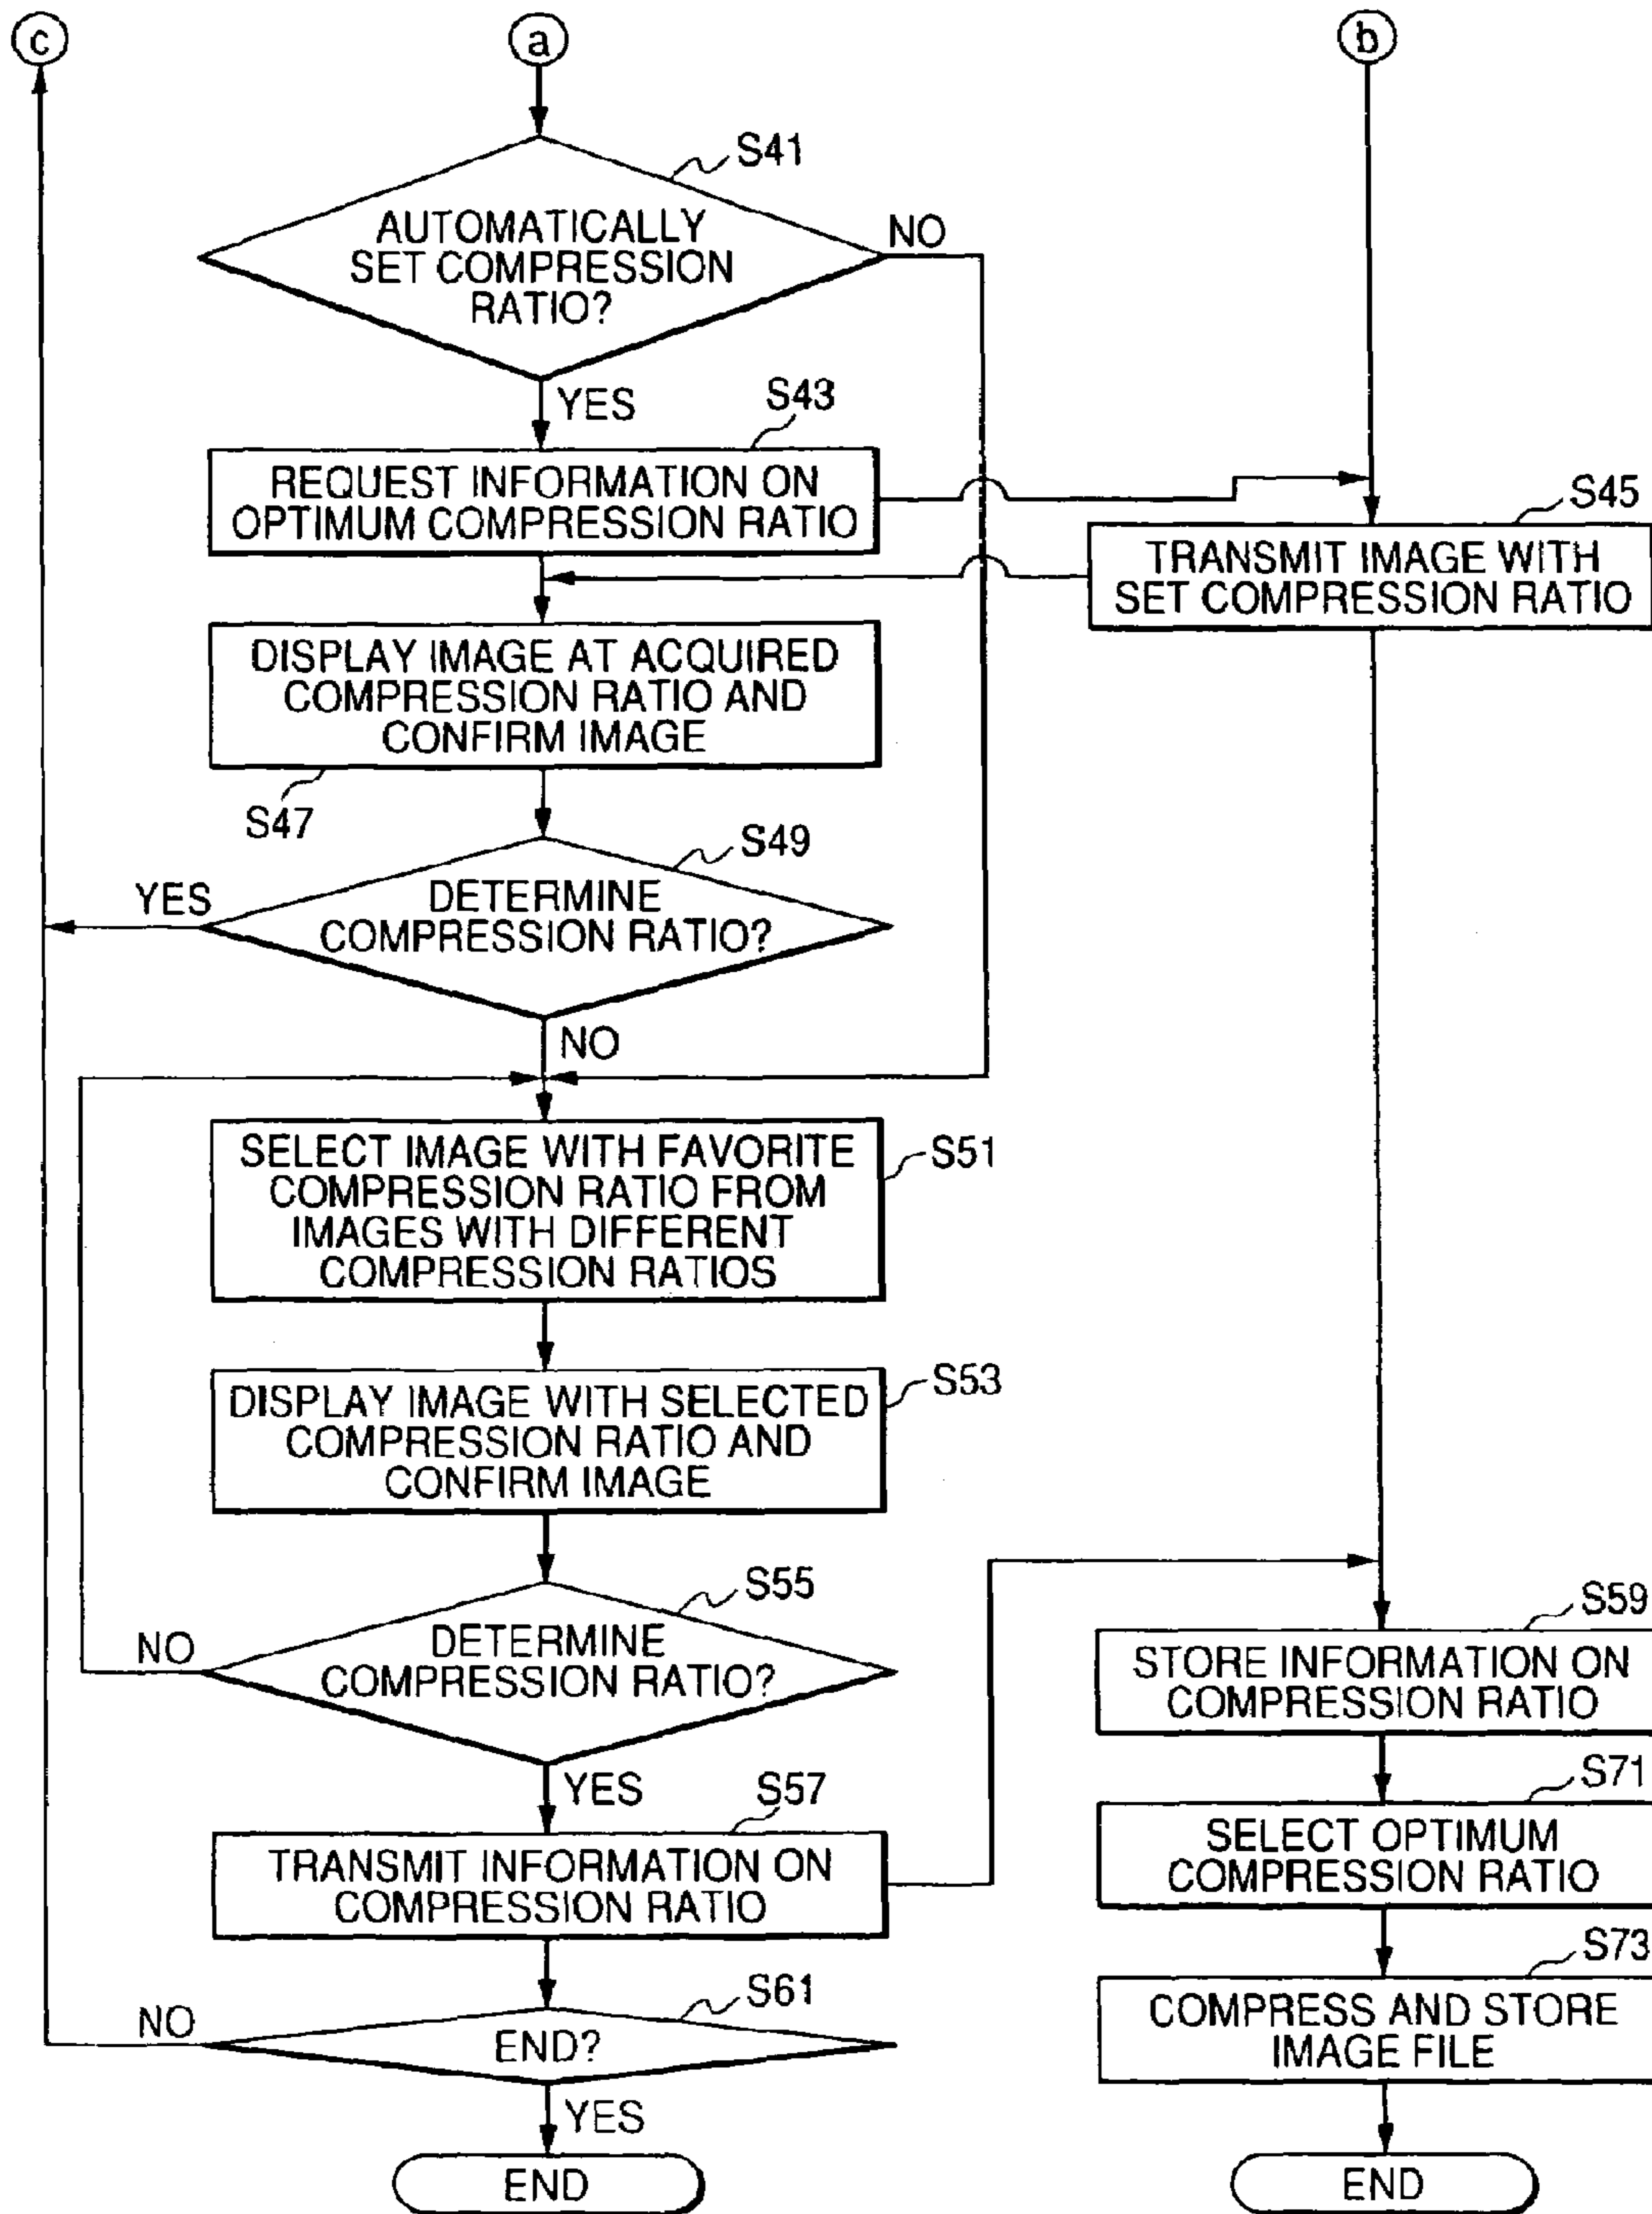 c
a
b
S41
AUTOMATICALLY
SET COMPRESSION
RATIO?
NO
YES
S43
REQUEST INFORMATION ON
OPTIMUM COMPRESSION RATIO
S45
TRANSMIT IMAGE WITH
SET COMPRESSION RATIO
DISPLAY IMAGE AT ACQUIRED
COMPRESSION RATIO AND
CONFIRM IMAGE
S47
S49
YES
DETERMINE
COMPRESSION RATIO?
NO
SELECT IMAGE WITH FAVORITE
COMPRESSION RATIO FROM
IMAGES WITH DIFFERENT
COMPRESSION RATIOS
S51
DISPLAY IMAGE WITH SELECTED
COMPRESSION RATIO AND
CONFIRM IMAGE
S53
S55
NO
DETERMINE
COMPRESSION RATIO?
YES
S57
TRANSMIT INFORMATION ON
COMPRESSION RATIO
S59
STORE INFORMATION ON
COMPRESSION RATIO
S71
SELECT OPTIMUM
COMPRESSION RATIO
S73
COMPRESS AND STORE
IMAGE FILE
S61
NO
END?
YES
END
END